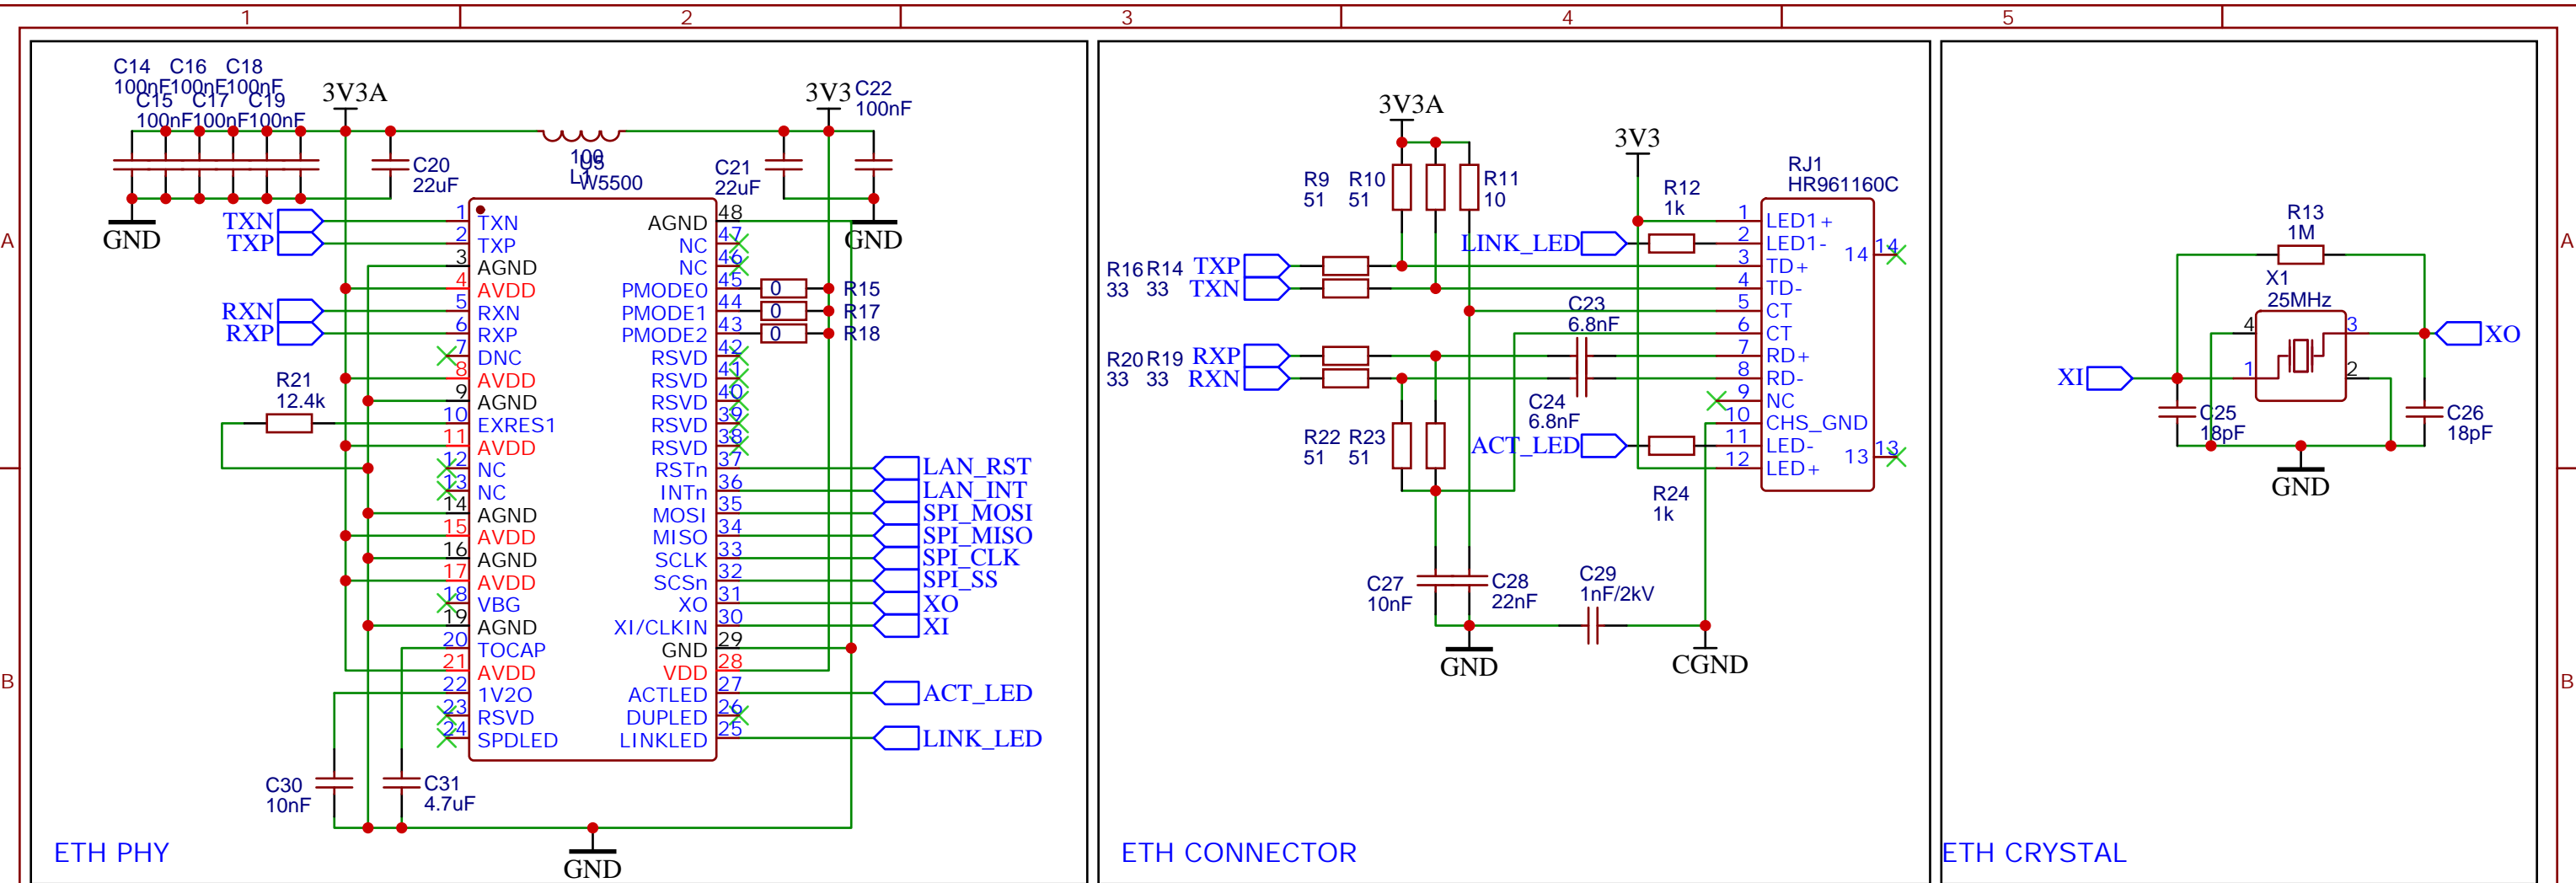 1
2
3
4
5
A
B
A
B
C14 C16 C18
100nF100nF100nF
C15 C17 C19
100nF100nF100nF
3V3A
3V3
C22
100nF
C20
22uF
100
L1
U5
W5500
C21
22uF
GND
GND
TXN
TXP
RXN
RXP
R21
12.4k
1 TXN
2 TXP
3 AGND
4 AVDD
5 RXN
6 RXP
7 DNC
8 AVDD
9 AGND
10 EXRES1
11 AVDD
12 NC
13 NC
14 AGND
15 AVDD
16 AGND
17 AVDD
18 VBG
19 AGND
20 TOCAP
21 AVDD
22 1V2O
23 RSVD
24 SPDLED
AGND 48
NC 47
NC 46
PMODE0 45 0 R15
PMODE1 44 0 R17
PMODE2 43 0 R18
RSVD 42
RSVD 41
RSVD 40
RSVD 39
RSVD 38
RSTn 37 LAN_RST
INTn 36 LAN_INT
MOSI 35 SPI_MOSI
MISO 34 SPI_MISO
SCLK 33 SPI_CLK
SCSn 32 SPI_SS
XO 31 XO
XI/CLKIN 30 XI
GND 29
VDD 28
ACTLED 27 ACT_LED
DUPLED 26
LINKLED 25 LINK_LED
C30
10nF
C31
4.7uF
GND
ETH PHY
3V3A
3V3
R9 R10
51 51
R11
10
R12
1k
RJ1
HR961160C
LINK_LED
R16 R14 TXP
33 33 TXN
C23
6.8nF
R20 R19 RXP
33 33 RXN
C24
6.8nF
R22 R23
51 51
ACT_LED
R24
1k
1 LED1+
2 LED1-
3 TD+
4 TD-
5 CT
6 CT
7 RD+
8 RD-
9 NC
10 CHS_GND
11 LED-
12 LED+
14 14
13 13
C27
10nF
C28
22nF
C29
1nF/2kV
GND
CGND
ETH CONNECTOR
R13
1M
X1
25MHz
4
3
1
2
XO
XI
C25
18pF
C26
18pF
GND
ETH CRYSTAL